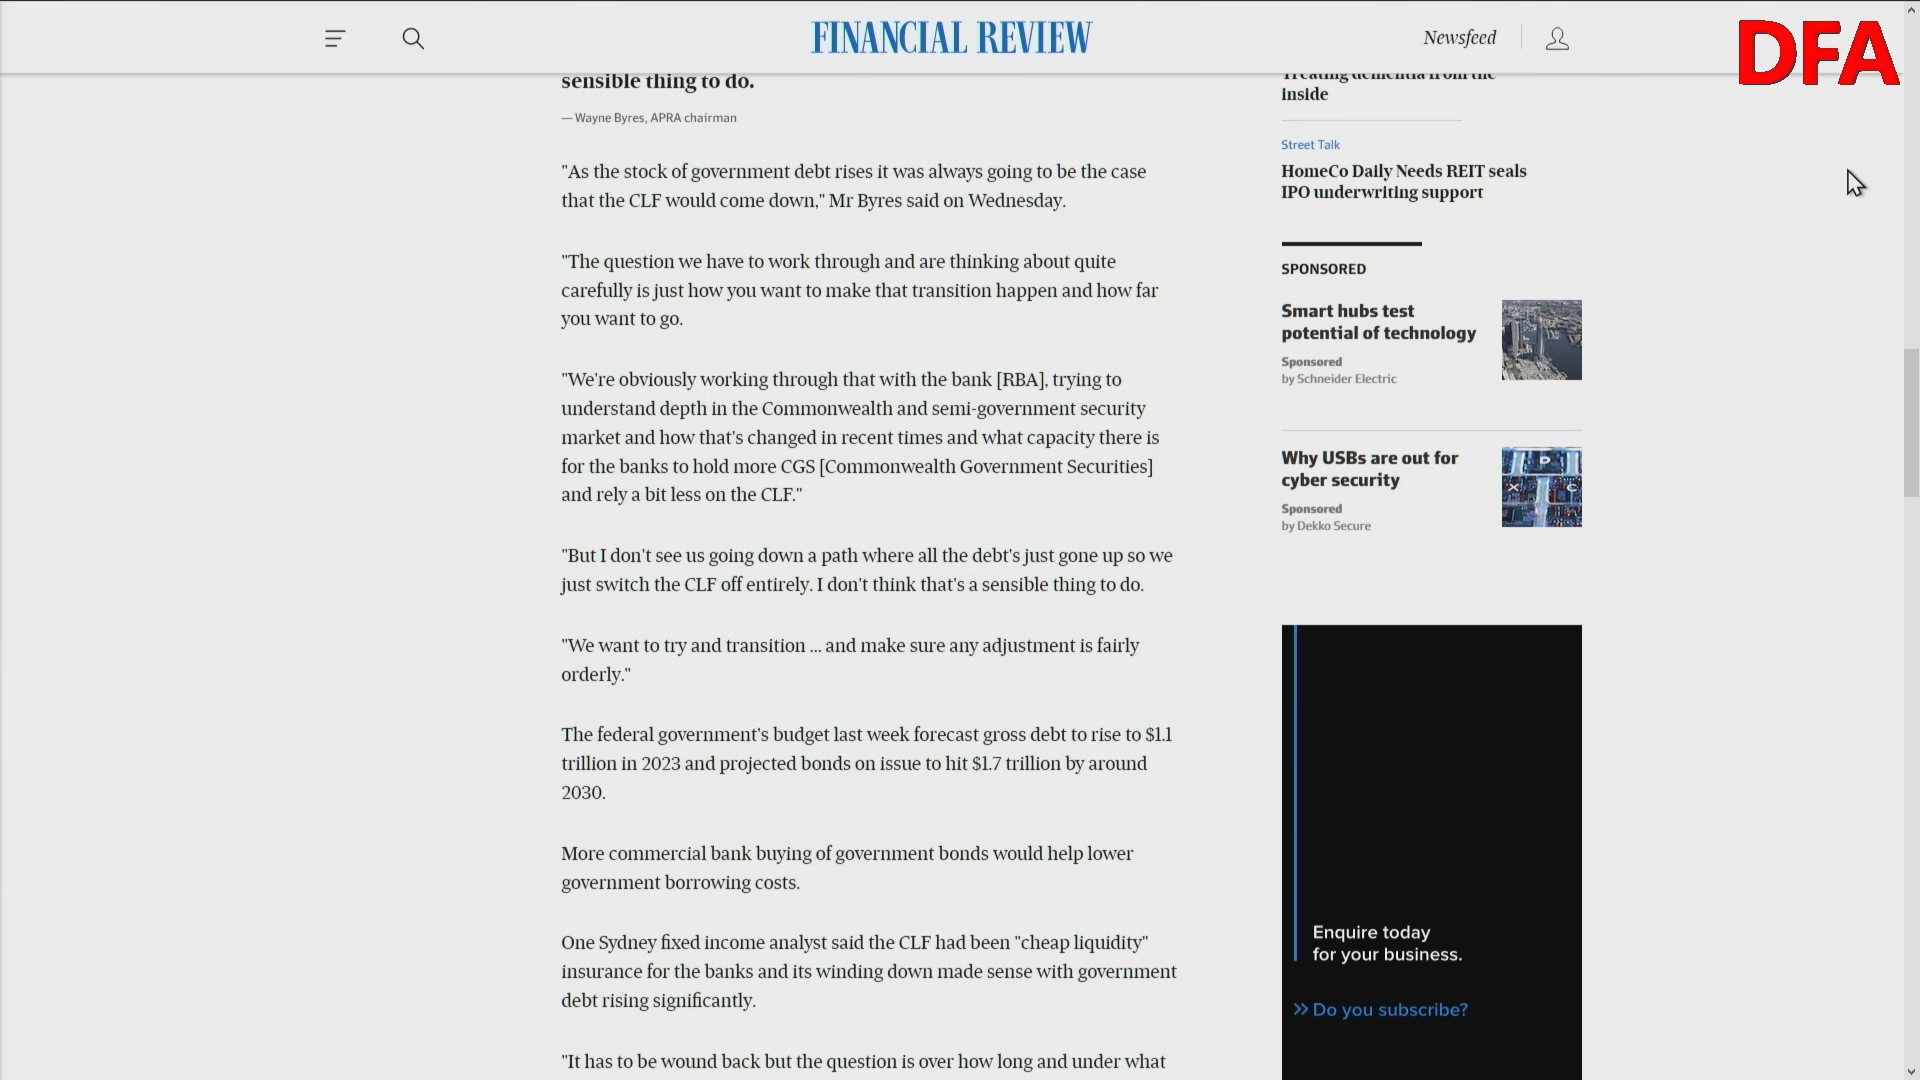 FINANCIAL REVIEW
Newsfeed
DFA
sensible thing to do.
— Wayne Byres, APRA chairman
"As the stock of government debt rises it was always going to be the case
that the CLF would come down," Mr Byres said on Wednesday.
"The question we have to work through and are thinking about quite
carefully is just how you want to make that transition happen and how far
you want to go.
"We're obviously working through that with the bank [RBA], trying to
understand depth in the Commonwealth and semi-government security
market and how that's changed in recent times and what capacity there is
for the banks to hold more CGS [Commonwealth Government Securities]
and rely a bit less on the CLF."
"But I don't see us going down a path where all the debt's just gone up so we
just switch the CLF off entirely. I don't think that's a sensible thing to do.
"We want to try and transition ... and make sure any adjustment is fairly
orderly."
The federal government's budget last week forecast gross debt to rise to $1.1
trillion in 2023 and projected bonds on issue to hit $1.7 trillion by around
2030.
More commercial bank buying of government bonds would help lower
government borrowing costs.
One Sydney fixed income analyst said the CLF had been "cheap liquidity"
insurance for the banks and its winding down made sense with government
debt rising significantly.
"It has to be wound back but the question is over how long and under what
Treating dementia from the
inside
Street Talk
HomeCo Daily Needs REIT seals
IPO underwriting support
SPONSORED
Smart hubs test
potential of technology
Sponsored
by Schneider Electric
Why USBs are out for
cyber security
Sponsored
by Dekko Secure
Enquire today
for your business.
>> Do you subscribe?